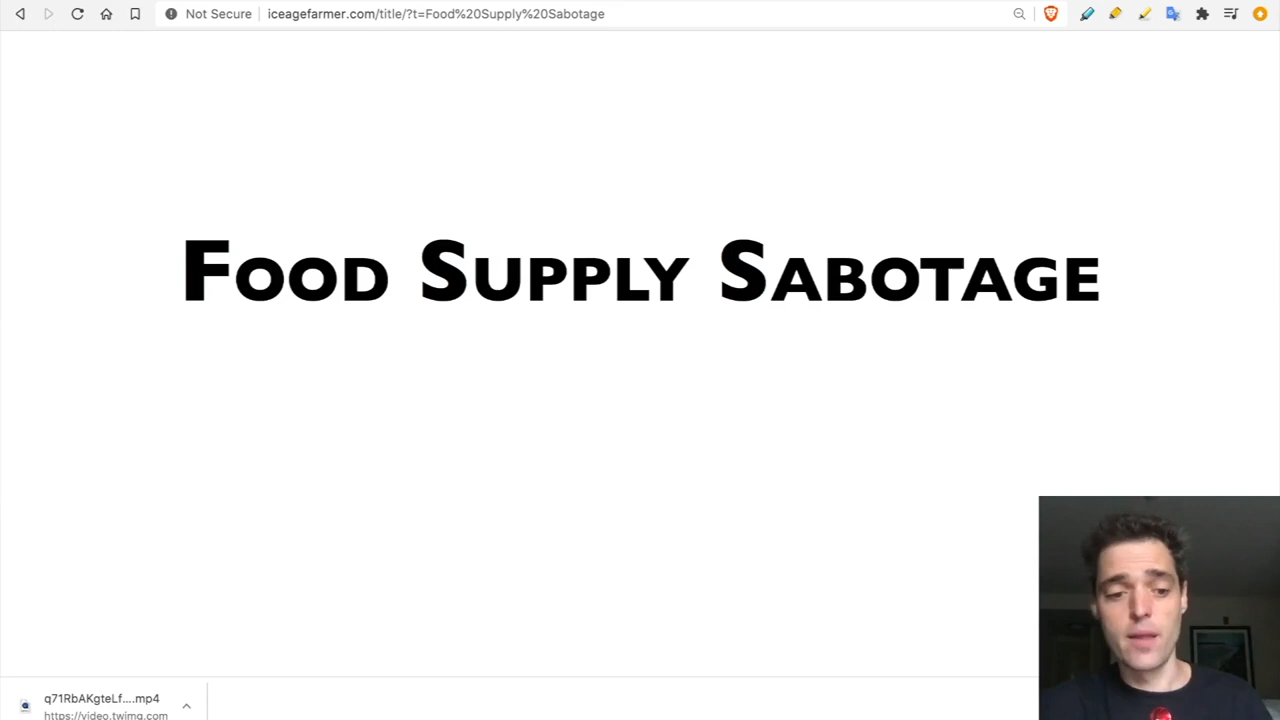 Not Secure iceagefarmer.com/title/?t=Food%20Supply%20Sabotage
Food Supply Sabotage
q71RbAKgteLf....mp4
https://video.twimg.com